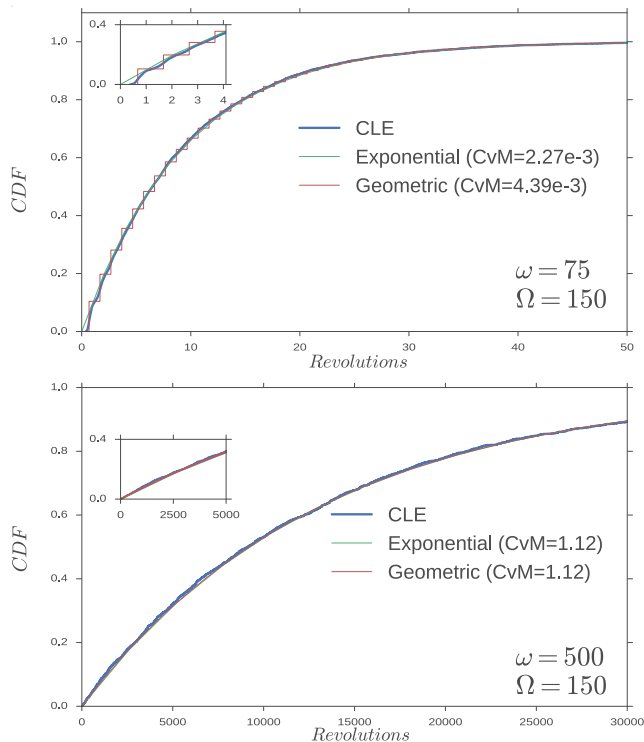 0.4
0.0
0 1 2 3 4
1.0
0.8
0.6
0.4
0.2
0.0
CDF
CLE
Exponential (CvM=2.27e-3)
Geometric (CvM=4.39e-3)
ω = 75
Ω = 150
0 10 20 30 40 50
Revolutions
1.0
0.8
0.6
0.4
0.2
0.0
CDF
0.4
0.0
0 2500 5000
CLE
Exponential (CvM=1.12)
Geometric (CvM=1.12)
ω = 500
Ω = 150
0 5000 10000 15000 20000 25000 30000
Revolutions